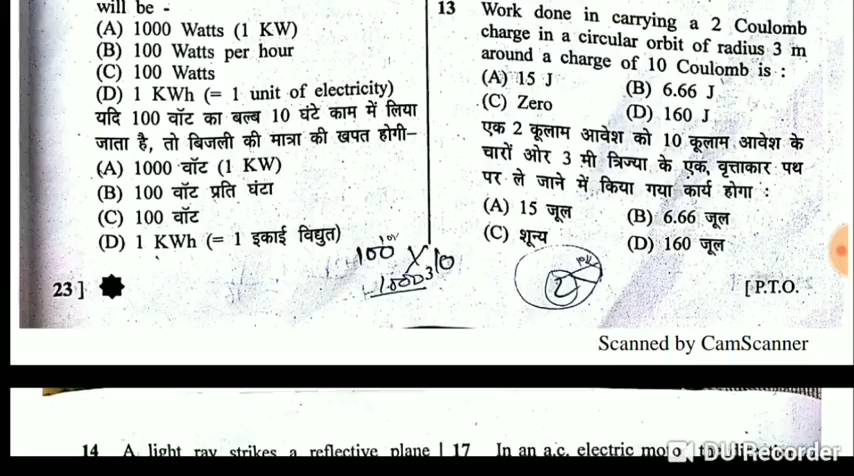 will be -
(A) 1000 Watts (1 KW)
(B) 100 Watts per hour
(C) 100 Watts
(D) 1 KWh (= 1 unit of electricity)
यदि 100 वॉट का बल्ब 10 घंटे काम में लिया
जाता है, तो बिजली की मात्रा की खपत होगी–
(A) 1000 वॉट (1 KW)
(B) 100 वॉट प्रति घंटा
(C) 100 वॉट
(D) 1 KWh (= 1 इकाई विद्युत)
100 × 10
1000
23 ]
13 Work done in carrying a 2 Coulomb
charge in a circular orbit of radius 3 m
around a charge of 10 Coulomb is :
(A) 15 J (B) 6.66 J
(C) Zero (D) 160 J
एक 2 कूलाम आवेश को 10 कूलाम आवेश के
चारों ओर 3 मी त्रिज्या के एक, वृत्ताकार पथ
पर ले जाने में किया गया कार्य होगा :
(A) 15 जूल (B) 6.66 जूल
(C) शून्य (D) 160 जूल
[ P.T.O.
Scanned by CamScanner
14 A light ray strikes a reflective plane
17 In an a.c. electric
DU Recorder